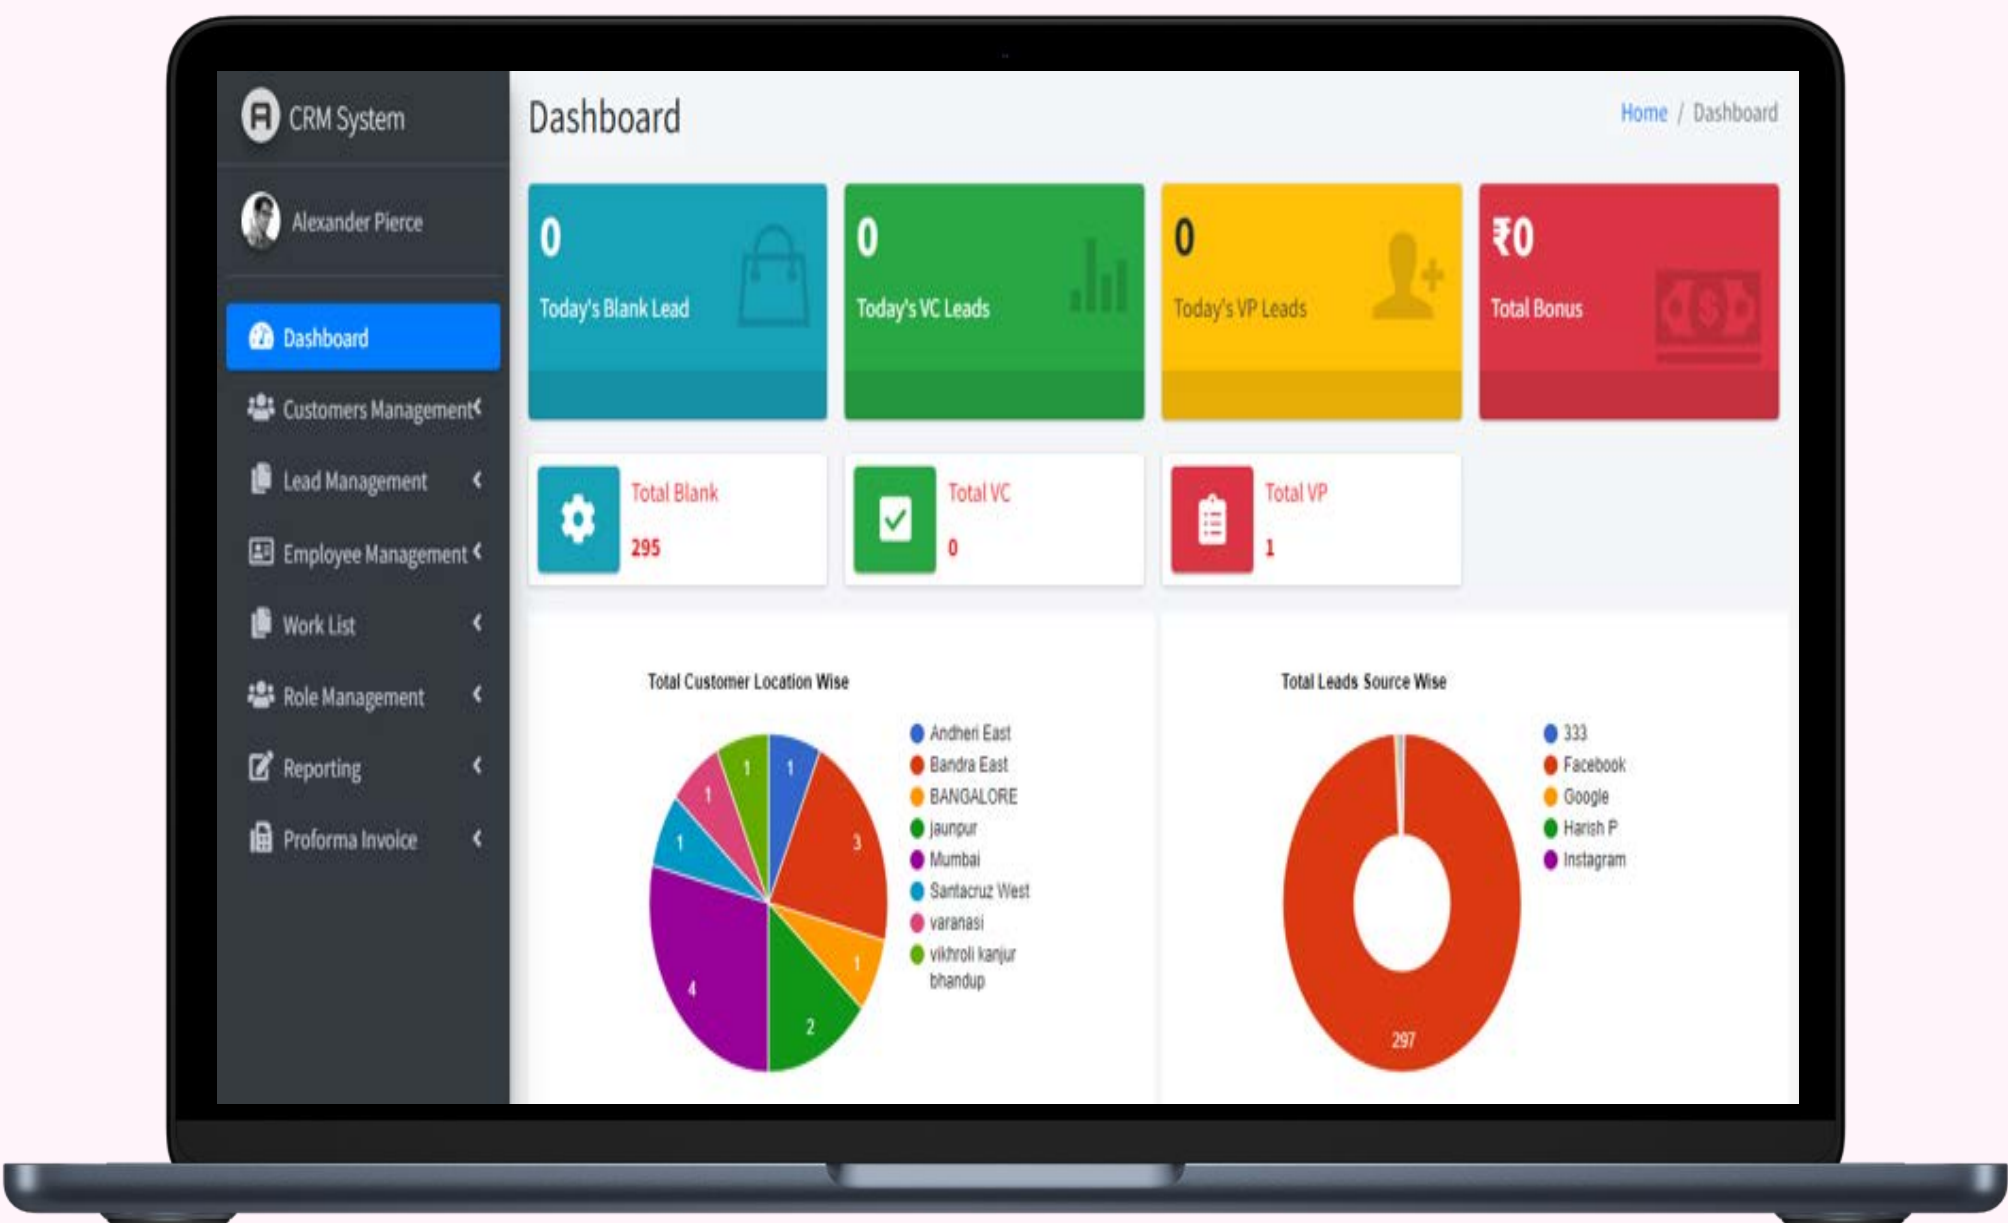 CRM System
Alexander Pierce
Dashboard
Customers Management
Lead Management
Employee Management
Work List
Role Management
Reporting
Proforma Invoice
Dashboard
Home / Dashboard
0
Today's Blank Lead
0
Today's VC Leads
0
Today's VP Leads
₹0
Total Bonus
Total Blank
295
Total VC
0
Total VP
1
Total Customer Location Wise
1
3
1
2
4
1
1
1
Andheri East
Bandra East
BANGALORE
jaunpur
Mumbai
Santacruz West
varanasi
vikhroli kanjur
bhandup
Total Leads Source Wise
297
333
Facebook
Google
Harish P
Instagram